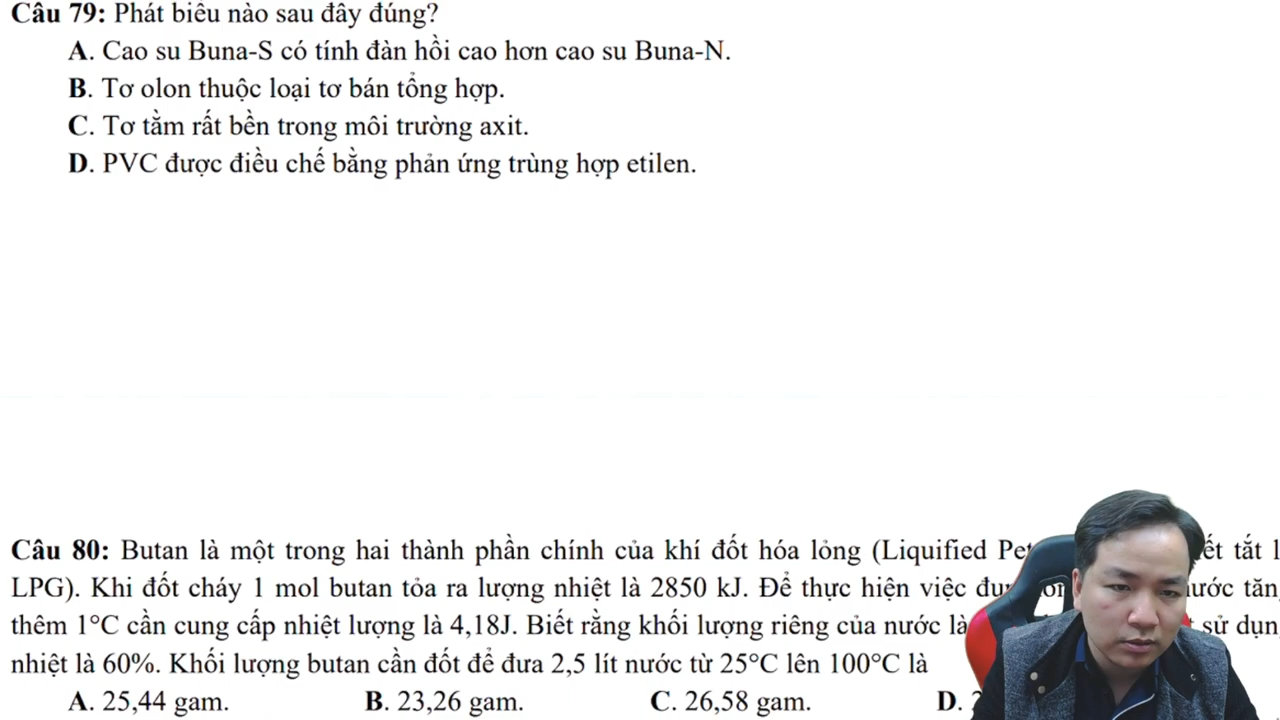 Câu 79: Phát biểu nào sau đây đúng?
A. Cao su Buna-S có tính đàn hồi cao hơn cao su Buna-N.
B. Tơ olon thuộc loại tơ bán tổng hợp.
C. Tơ tằm rất bền trong môi trường axit.
D. PVC được điều chế bằng phản ứng trùng hợp etilen.
Câu 80: Butan là một trong hai thành phần chính của khí đốt hóa lỏng (Liquified tắt
LPG). Khi đốt cháy 1 mol butan tỏa ra lượng nhiệt là 2850 kJ. Để thực hiện việc
thêm 1°C cần cung cấp nhiệt lượng là 4,18J. Biết rằng khối lượng riêng của nước là sử
nhiệt là 60%. Khối lượng butan cần đốt để đưa 2,5 lít nước từ 25°C lên 100°C là
A. 25,44 gam. B. 23,26 gam. C. 26,58 gam. D.